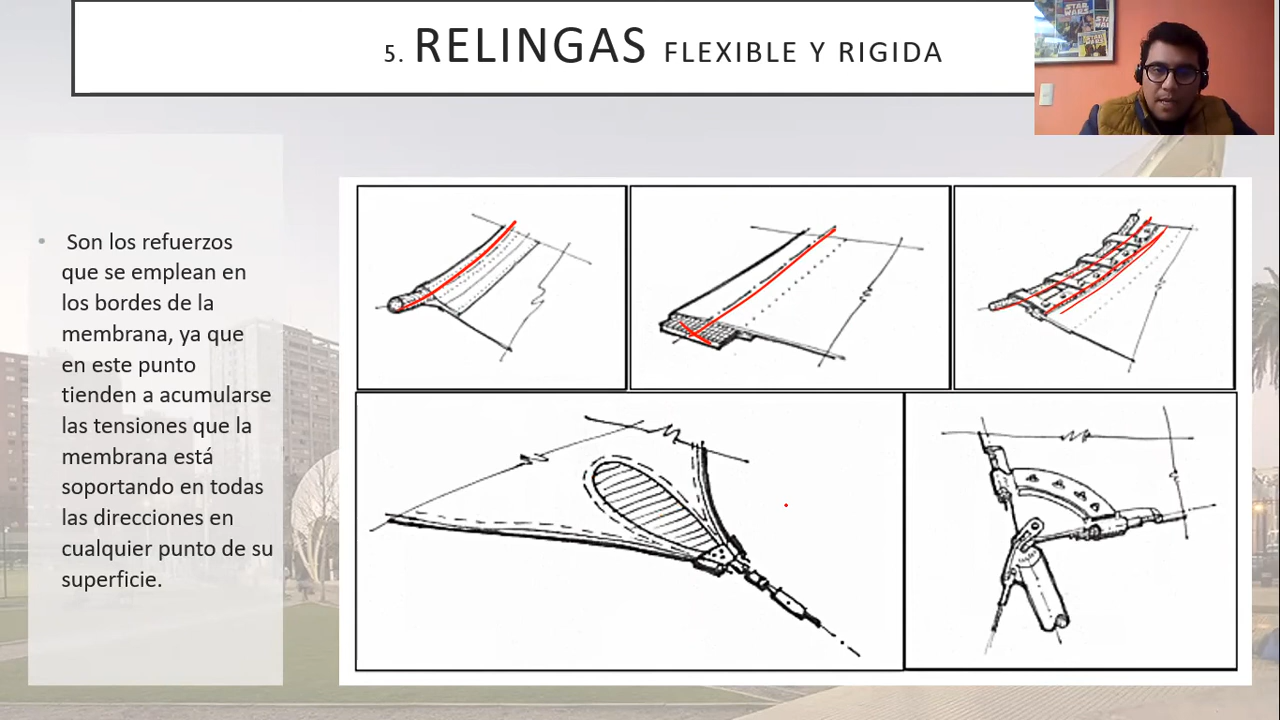 5. RELINGAS FLEXIBLE Y RIGIDA
STAR
WARS
• Son los refuerzos
que se emplean en
los bordes de la
membrana, ya que
en este punto
tienden a acumularse
las tensiones que la
membrana está
soportando en todas
las direcciones en
cualquier punto de su
superficie.